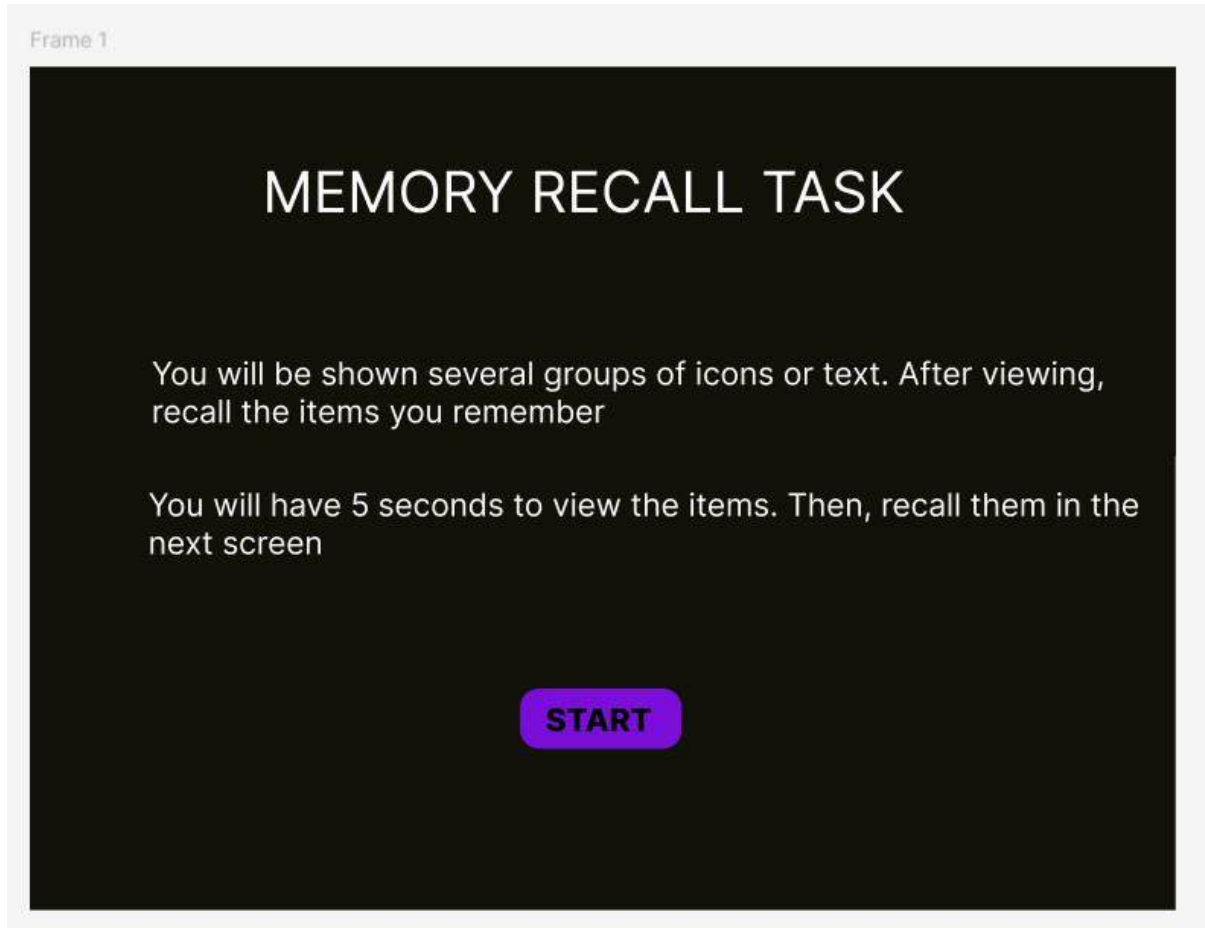 Frame 1
MEMORY RECALL TASK
You will be shown several groups of icons or text. After viewing,
recall the items you remember
You will have 5 seconds to view the items. Then, recall them in the
next screen
START